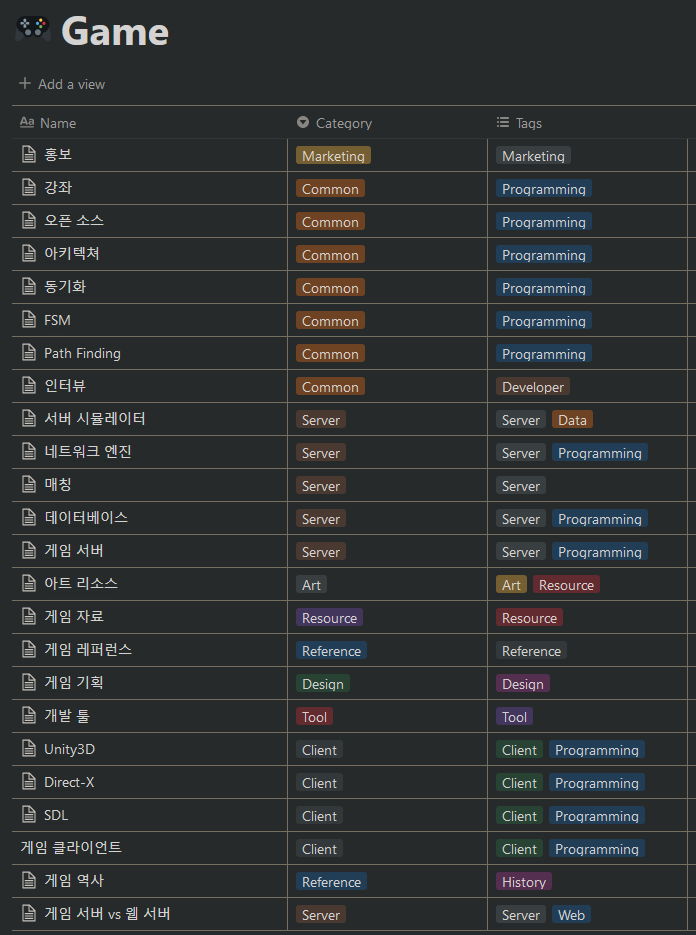 Game
+ Add a view
Aa Name Category Tags
홍보 Marketing Marketing
강좌 Common Programming
오픈 소스 Common Programming
아키텍쳐 Common Programming
동기화 Common Programming
FSM Common Programming
Path Finding Common Programming
인터뷰 Common Developer
서버 시뮬레이터 Server Server Data
네트워크 엔진 Server Server Programming
매칭 Server Server
데이터베이스 Server Server Programming
게임 서버 Server Server Programming
아트 리소스 Art Art Resource
게임 자료 Resource Resource
게임 레퍼런스 Reference Reference
게임 기획 Design Design
개발 툴 Tool Tool
Unity3D Client Client Programming
Direct-X Client Client Programming
SDL Client Client Programming
게임 클라이언트 Client Client Programming
게임 역사 Reference History
게임 서버 vs 웹 서버 Server Server Web